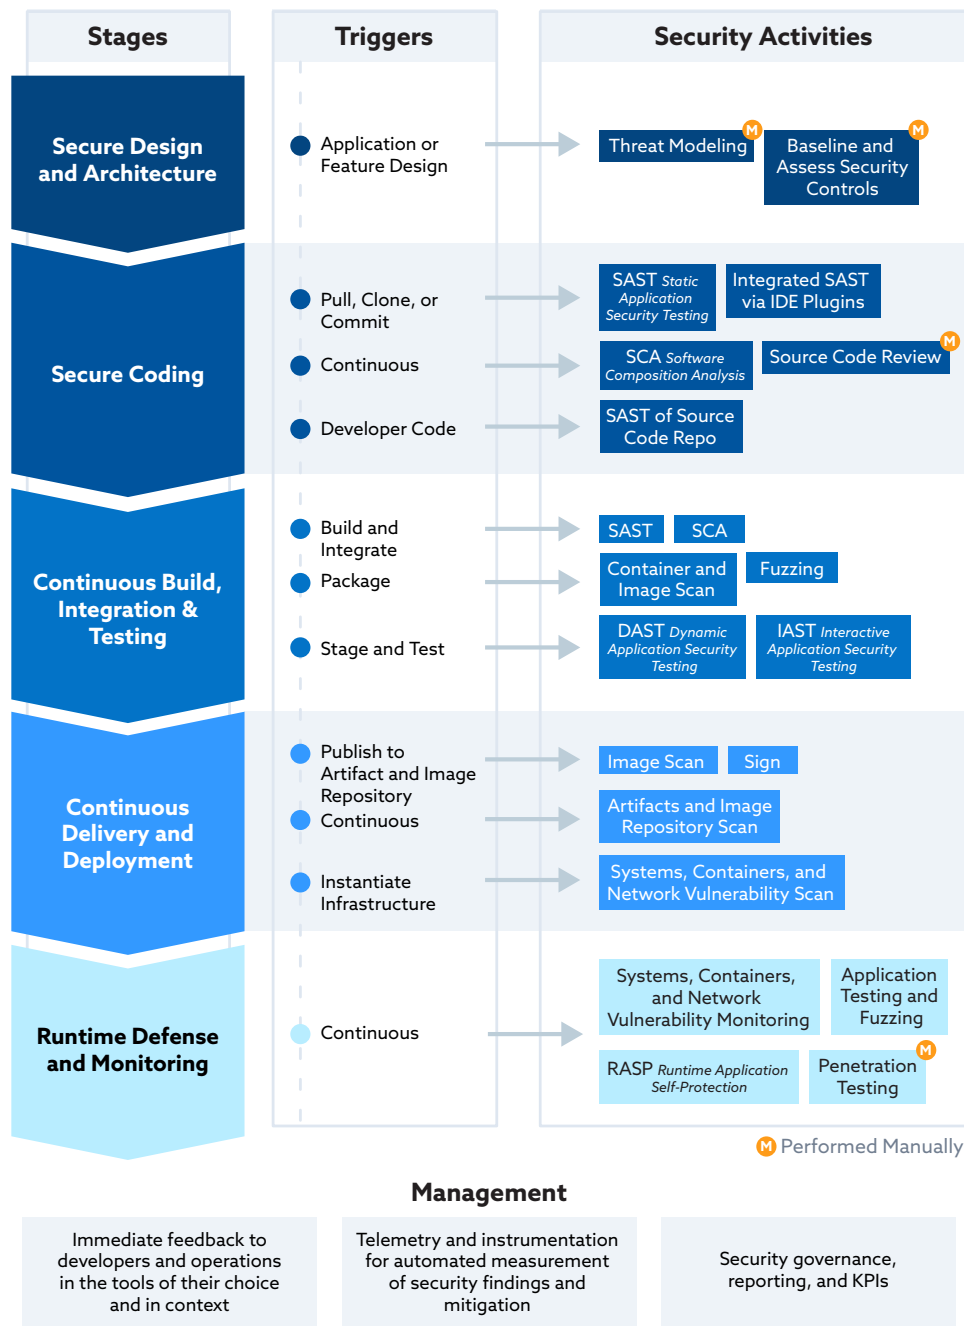 Stages
Triggers
Security Activities
Secure Design
and Architecture
Application or
Feature Design
Threat Modeling
M
Baseline and
Assess Security
Controls
M
Secure Coding
Pull, Clone, or
Commit
SAST Static
Application
Security Testing
Integrated SAST
via IDE Plugins
Continuous
SCA Software
Composition Analysis
Source Code Review
M
Developer Code
SAST of Source
Code Repo
Continuous Build,
Integration &
Testing
Build and
Integrate
SAST
SCA
Package
Container and
Image Scan
Fuzzing
Stage and Test
DAST Dynamic
Application Security
Testing
IAST Interactive
Application Security
Testing
Continuous
Delivery and
Deployment
Publish to
Artifact and Image
Repository
Image Scan
Sign
Continuous
Artifacts and Image
Repository Scan
Instantiate
Infrastructure
Systems, Containers, and
Network Vulnerability Scan
Runtime Defense
and Monitoring
Continuous
Systems, Containers,
and Network
Vulnerability Monitoring
Application
Testing and
Fuzzing
RASP Runtime Application
Self-Protection
Penetration
Testing
M
M Performed Manually
Management
Immediate feedback to
developers and operations
in the tools of their choice
and in context
Telemetry and instrumentation
for automated measurement
of security findings and
mitigation
Security governance,
reporting, and KPIs